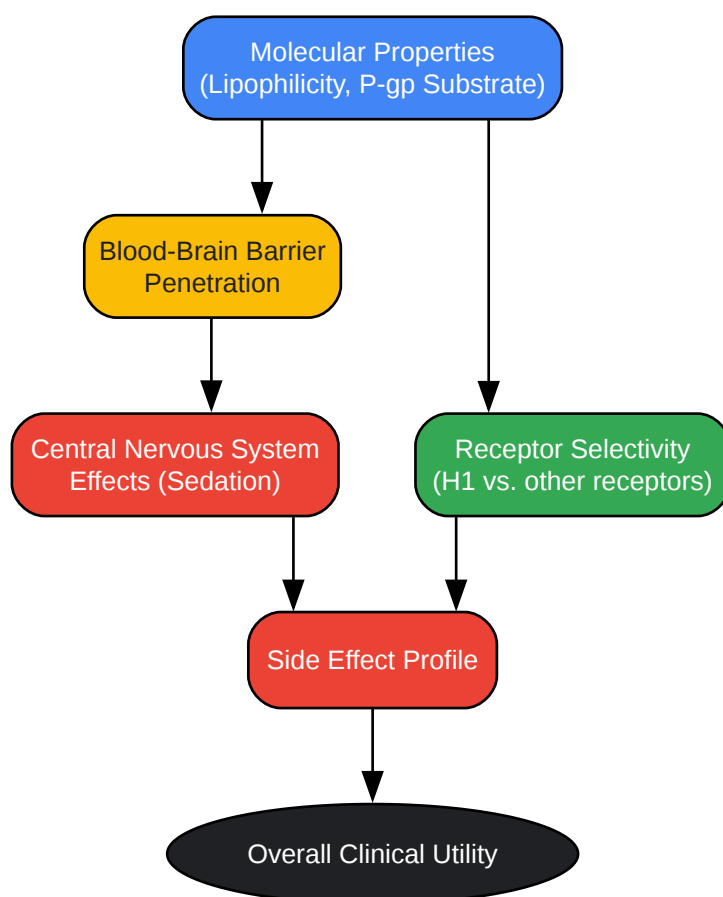 Molecular Properties
(Lipophilicity, P-gp Substrate)
Blood-Brain Barrier
Penetration
Central Nervous System
Effects (Sedation)
Receptor Selectivity
(H1 vs. other receptors)
Side Effect Profile
Overall Clinical Utility